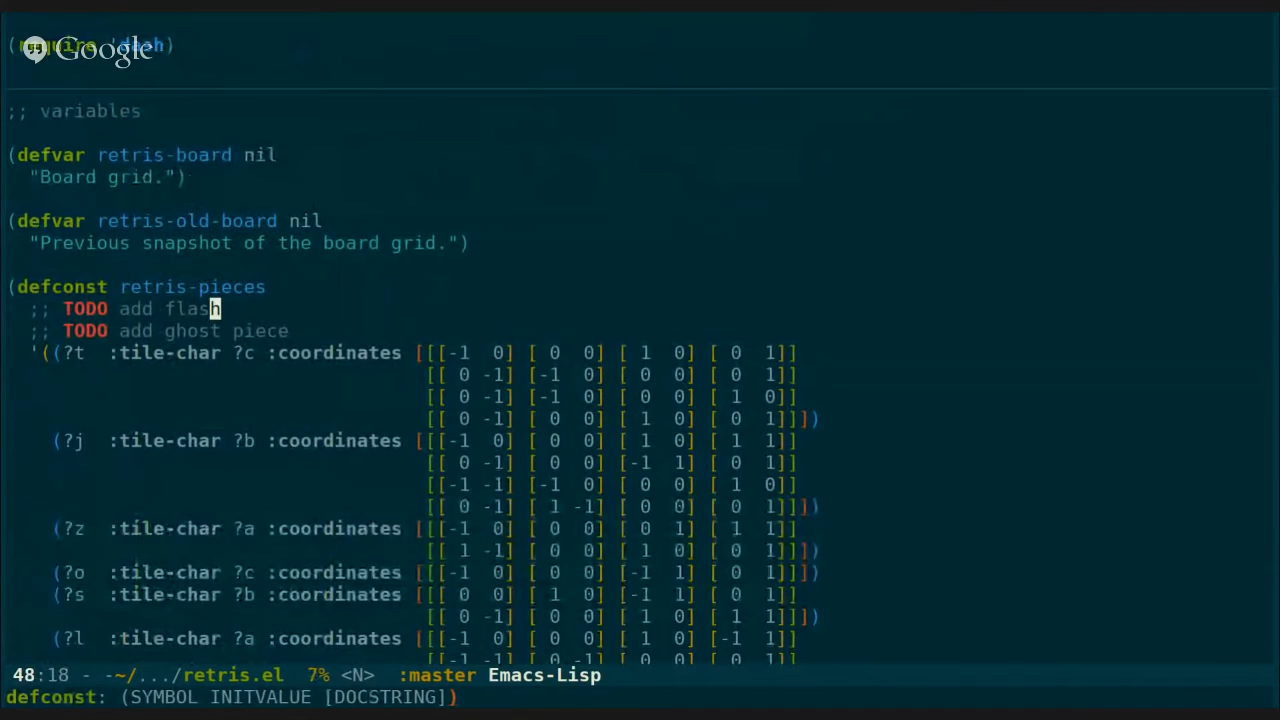 (require 'dash)
Google
;; variables
(defvar retris-board nil
"Board grid.")
(defvar retris-old-board nil
"Previous snapshot of the board grid.")
(defconst retris-pieces
;; TODO add flash
;; TODO add ghost piece
'((?t :tile-char ?c :coordinates [[[-1 0] [ 0 0] [ 1 0] [ 0 1]]
[[ 0 -1] [-1 0] [ 0 0] [ 0 1]]
[[ 0 -1] [-1 0] [ 0 0] [ 1 0]]
[[ 0 -1] [ 0 0] [ 1 0] [ 0 1]]])
(?j :tile-char ?b :coordinates [[[-1 0] [ 0 0] [ 1 0] [ 1 1]]
[[ 0 -1] [ 0 0] [-1 1] [ 0 1]]
[[-1 -1] [-1 0] [ 0 0] [ 1 0]]
[[ 0 -1] [ 1 -1] [ 0 0] [ 0 1]]])
(?z :tile-char ?a :coordinates [[[-1 0] [ 0 0] [ 0 1] [ 1 1]]
[[ 1 -1] [ 0 0] [ 1 0] [ 0 1]]])
(?o :tile-char ?c :coordinates [[[-1 0] [ 0 0] [-1 1] [ 0 1]]])
(?s :tile-char ?b :coordinates [[[ 0 0] [ 1 0] [-1 1] [ 0 1]]
[[ 0 -1] [ 0 0] [ 1 0] [ 1 1]]])
(?l :tile-char ?a :coordinates [[[-1 0] [ 0 0] [ 1 0] [-1 1]]
[[-1 -1] [ 0 -1] [ 0 0] [ 0 1]]
48:18 - -~/.../retris.el 7% <N> :master Emacs-Lisp
defconst: (SYMBOL INITVALUE [DOCSTRING])